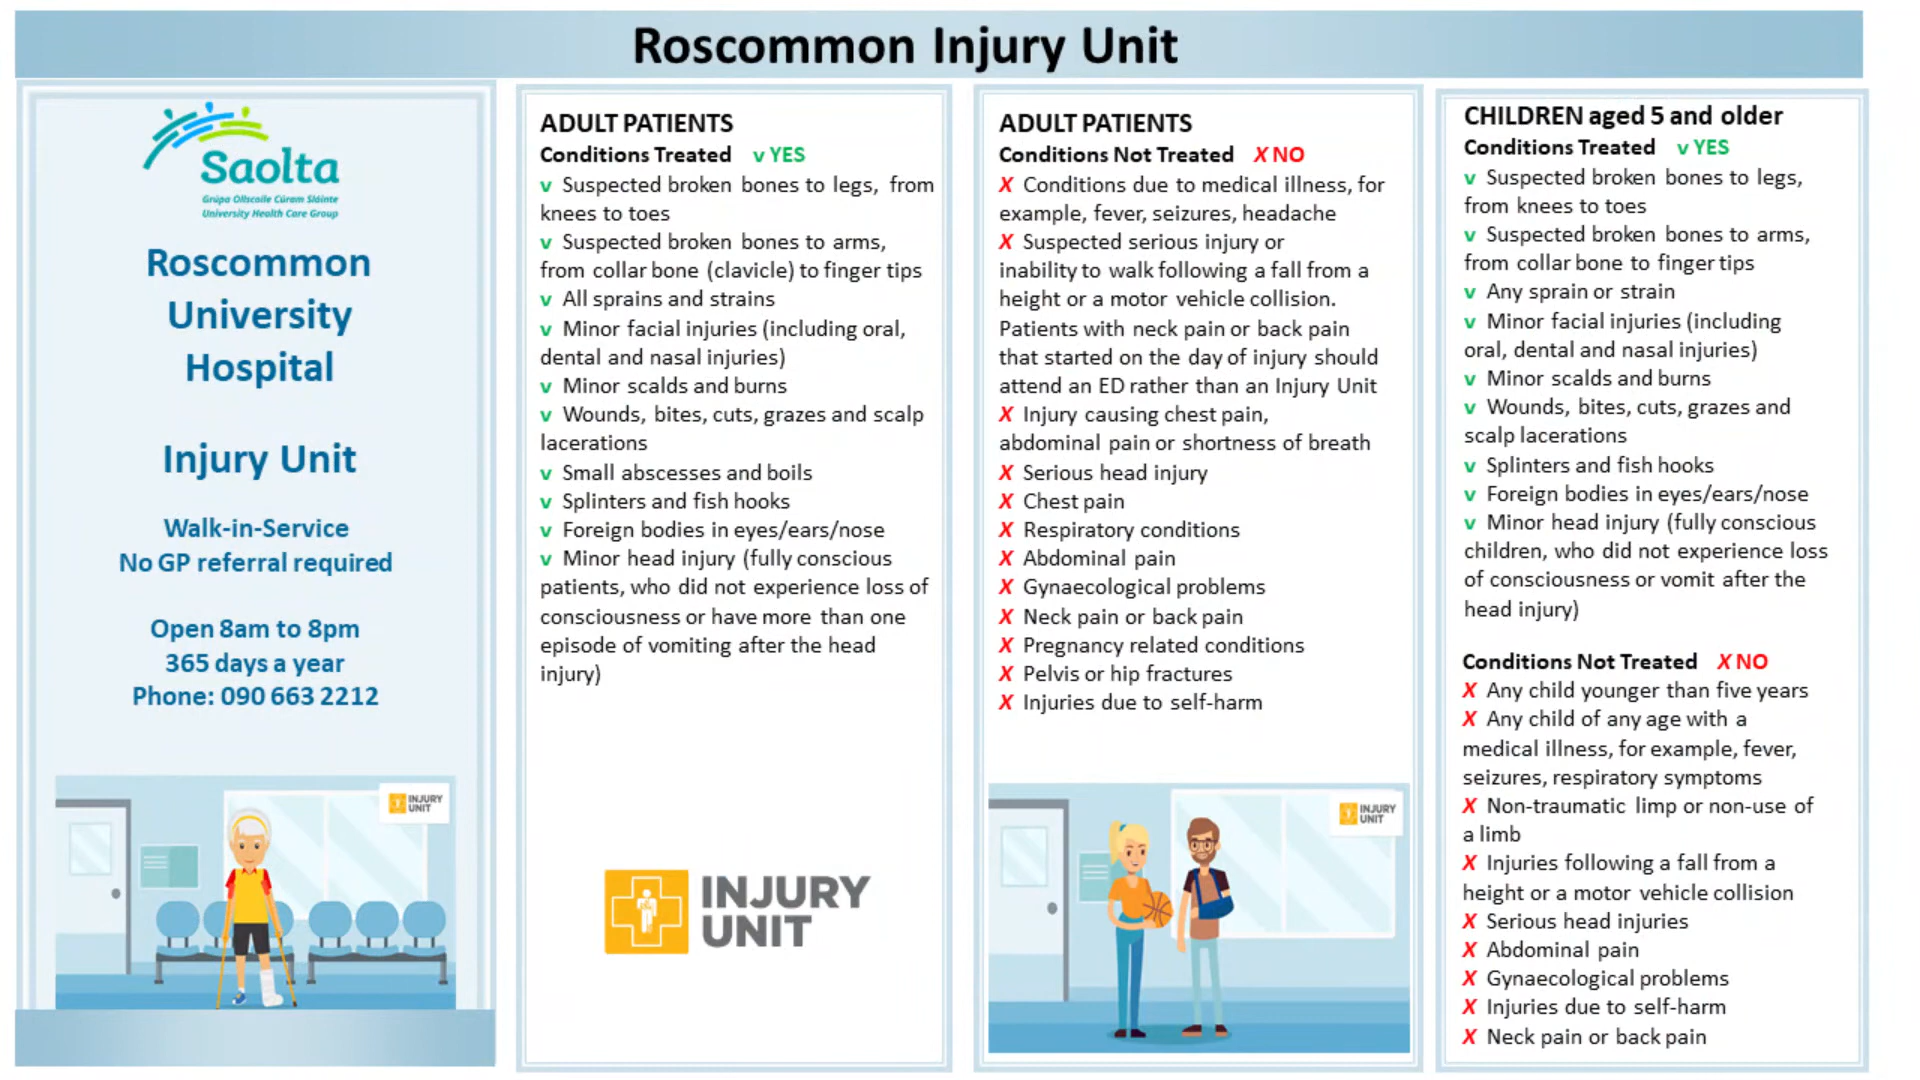 Roscommon Injury Unit
Saolta
Grúpa Ollscoile Cúram Sláinte
University Health Care Group
Roscommon
University
Hospital
Injury Unit
Walk-in-Service
No GP referral required
Open 8am to 8pm
365 days a year
Phone: 090 663 2212
INJURY
UNIT
ADULT PATIENTS
Conditions Treated v YES
v Suspected broken bones to legs, from
knees to toes
v Suspected broken bones to arms,
from collar bone (clavicle) to finger tips
v All sprains and strains
v Minor facial injuries (including oral,
dental and nasal injuries)
v Minor scalds and burns
v Wounds, bites, cuts, grazes and scalp
lacerations
v Small abscesses and boils
v Splinters and fish hooks
v Foreign bodies in eyes/ears/nose
v Minor head injury (fully conscious
patients, who did not experience loss of
consciousness or have more than one
episode of vomiting after the head
injury)
INJURY
UNIT
ADULT PATIENTS
Conditions Not Treated X NO
X Conditions due to medical illness, for
example, fever, seizures, headache
X Suspected serious injury or
inability to walk following a fall from a
height or a motor vehicle collision.
Patients with neck pain or back pain
that started on the day of injury should
attend an ED rather than an Injury Unit
X Injury causing chest pain,
abdominal pain or shortness of breath
X Serious head injury
X Chest pain
X Respiratory conditions
X Abdominal pain
X Gynaecological problems
X Neck pain or back pain
X Pregnancy related conditions
X Pelvis or hip fractures
X Injuries due to self-harm
INJURY
UNIT
CHILDREN aged 5 and older
Conditions Treated v YES
v Suspected broken bones to legs,
from knees to toes
v Suspected broken bones to arms,
from collar bone to finger tips
v Any sprain or strain
v Minor facial injuries (including
oral, dental and nasal injuries)
v Minor scalds and burns
v Wounds, bites, cuts, grazes and
scalp lacerations
v Splinters and fish hooks
v Foreign bodies in eyes/ears/nose
v Minor head injury (fully conscious
children, who did not experience loss
of consciousness or vomit after the
head injury)
Conditions Not Treated X NO
X Any child younger than five years
X Any child of any age with a
medical illness, for example, fever,
seizures, respiratory symptoms
X Non-traumatic limp or non-use of
a limb
X Injuries following a fall from a
height or a motor vehicle collision
X Serious head injuries
X Abdominal pain
X Gynaecological problems
X Injuries due to self-harm
X Neck pain or back pain